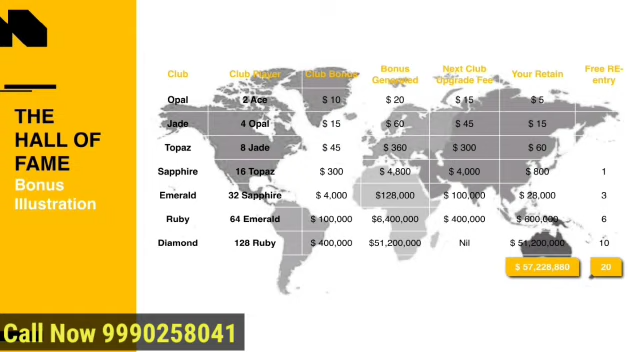 THE
HALL OF
FAME
Bonus
Illustration
Club Club Player Club Bonus Bonus Generated Next Club Upgrade Fee Your Retain Free RE-entry
Opal 2 Ace $ 10 $ 20 $ 15 $ 5
Jade 4 Opal $ 15 $ 60 $ 45 $ 15
Topaz 8 Jade $ 45 $ 360 $ 300 $ 60
Sapphire 16 Topaz $ 300 $ 4,800 $ 4,000 $ 800 1
Emerald 32 Sapphire $ 4,000 $128,000 $ 100,000 $ 28,000 3
Ruby 64 Emerald $ 100,000 $6,400,000 $ 400,000 $ 600,000 6
Diamond 128 Ruby $ 400,000 $51,200,000 Nil $ 51,200,000 10
$ 57,228,880 20
Call Now 9990258041